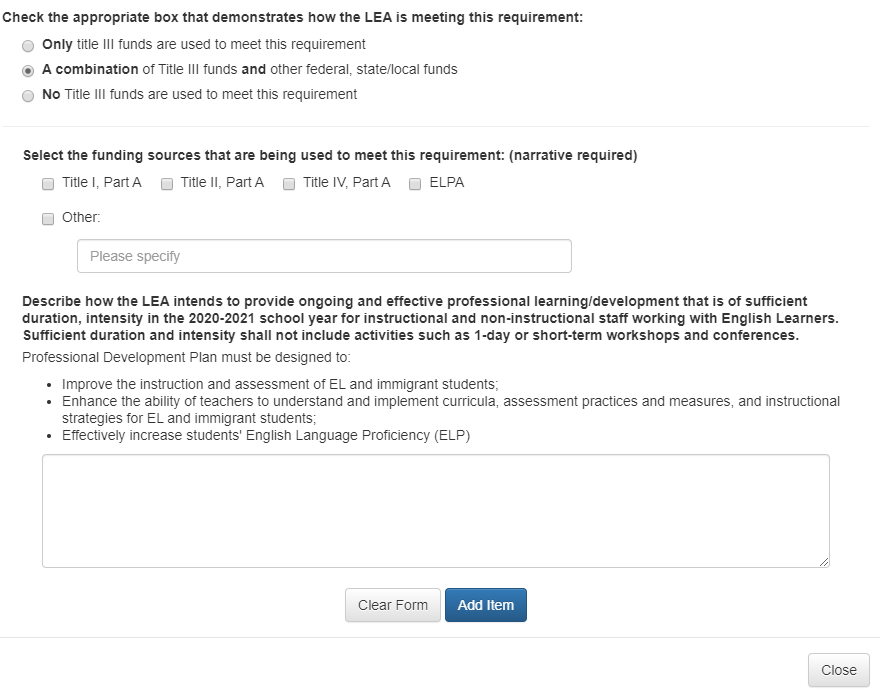 Check the appropriate box that demonstrates how the LEA is meeting this requirement:
Only title III funds are used to meet this requirement
A combination of Title III funds and other federal, state/local funds
No Title III funds are used to meet this requirement
Select the funding sources that are being used to meet this requirement: (narrative required)
Title I, Part A Title II, Part A Title IV, Part A ELPA
Other:
Please specify
Describe how the LEA intends to provide ongoing and effective professional learning/development that is of sufficient
duration, intensity in the 2020-2021 school year for instructional and non-instructional staff working with English Learners.
Sufficient duration and intensity shall not include activities such as 1-day or short-term workshops and conferences.
Professional Development Plan must be designed to:
• Improve the instruction and assessment of EL and immigrant students;
• Enhance the ability of teachers to understand and implement curricula, assessment practices and measures, and instructional
strategies for EL and immigrant students;
• Effectively increase students' English Language Proficiency (ELP)
Clear Form Add Item
Close